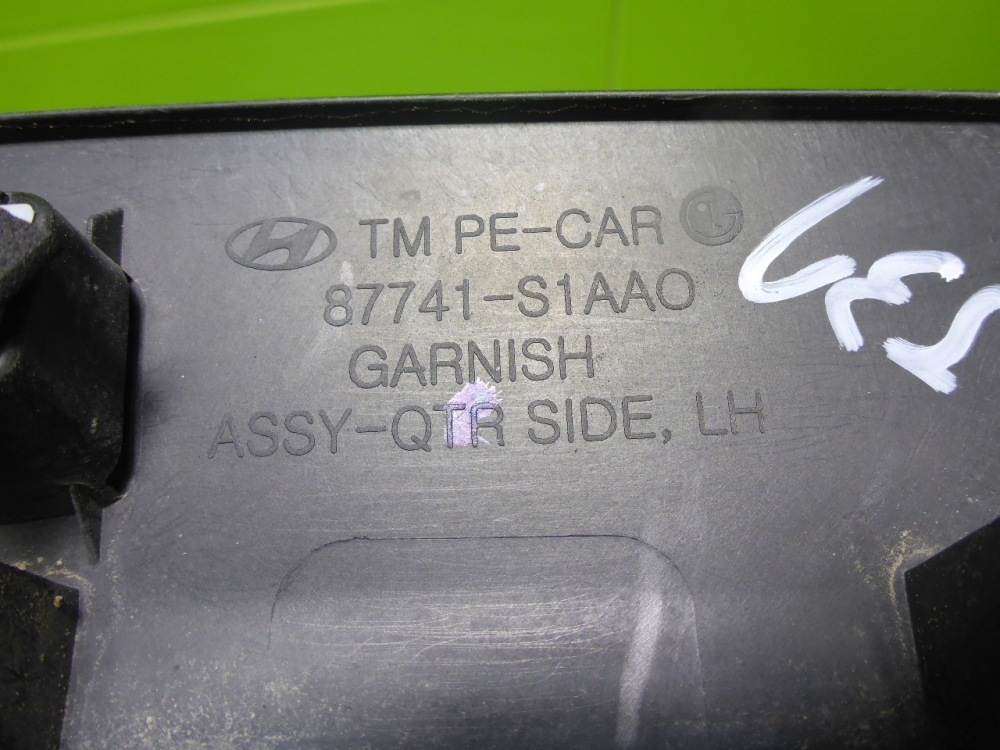 TM PE-CAR
87741-S1AA0
GARNISH
ASSY-QTR SIDE, LH